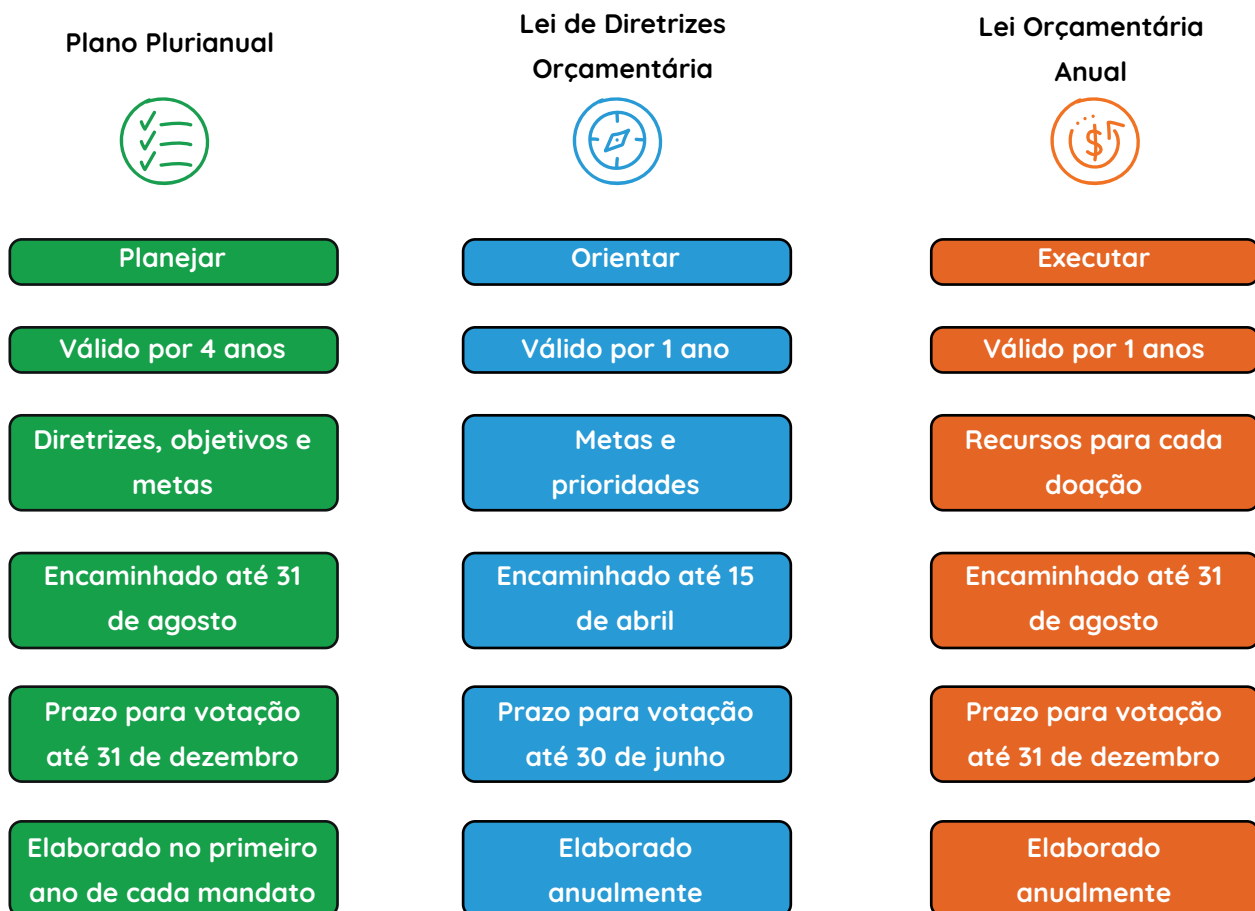 Plano Plurianual
Lei de Diretrizes
Orçamentária
Lei Orçamentária
Anual
$
Planejar
Orientar
Executar
Válido por 4 anos
Válido por 1 ano
Válido por 1 anos
Diretrizes, objetivos e
metas
Metas e
prioridades
Recursos para cada
doação
Encaminhado até 31
de agosto
Encaminhado até 15
de abril
Encaminhado até 31
de agosto
Prazo para votação
até 31 de dezembro
Prazo para votação
até 30 de junho
Prazo para votação
até 31 de dezembro
Elaborado no primeiro
ano de cada mandato
Elaborado
anualmente
Elaborado
anualmente